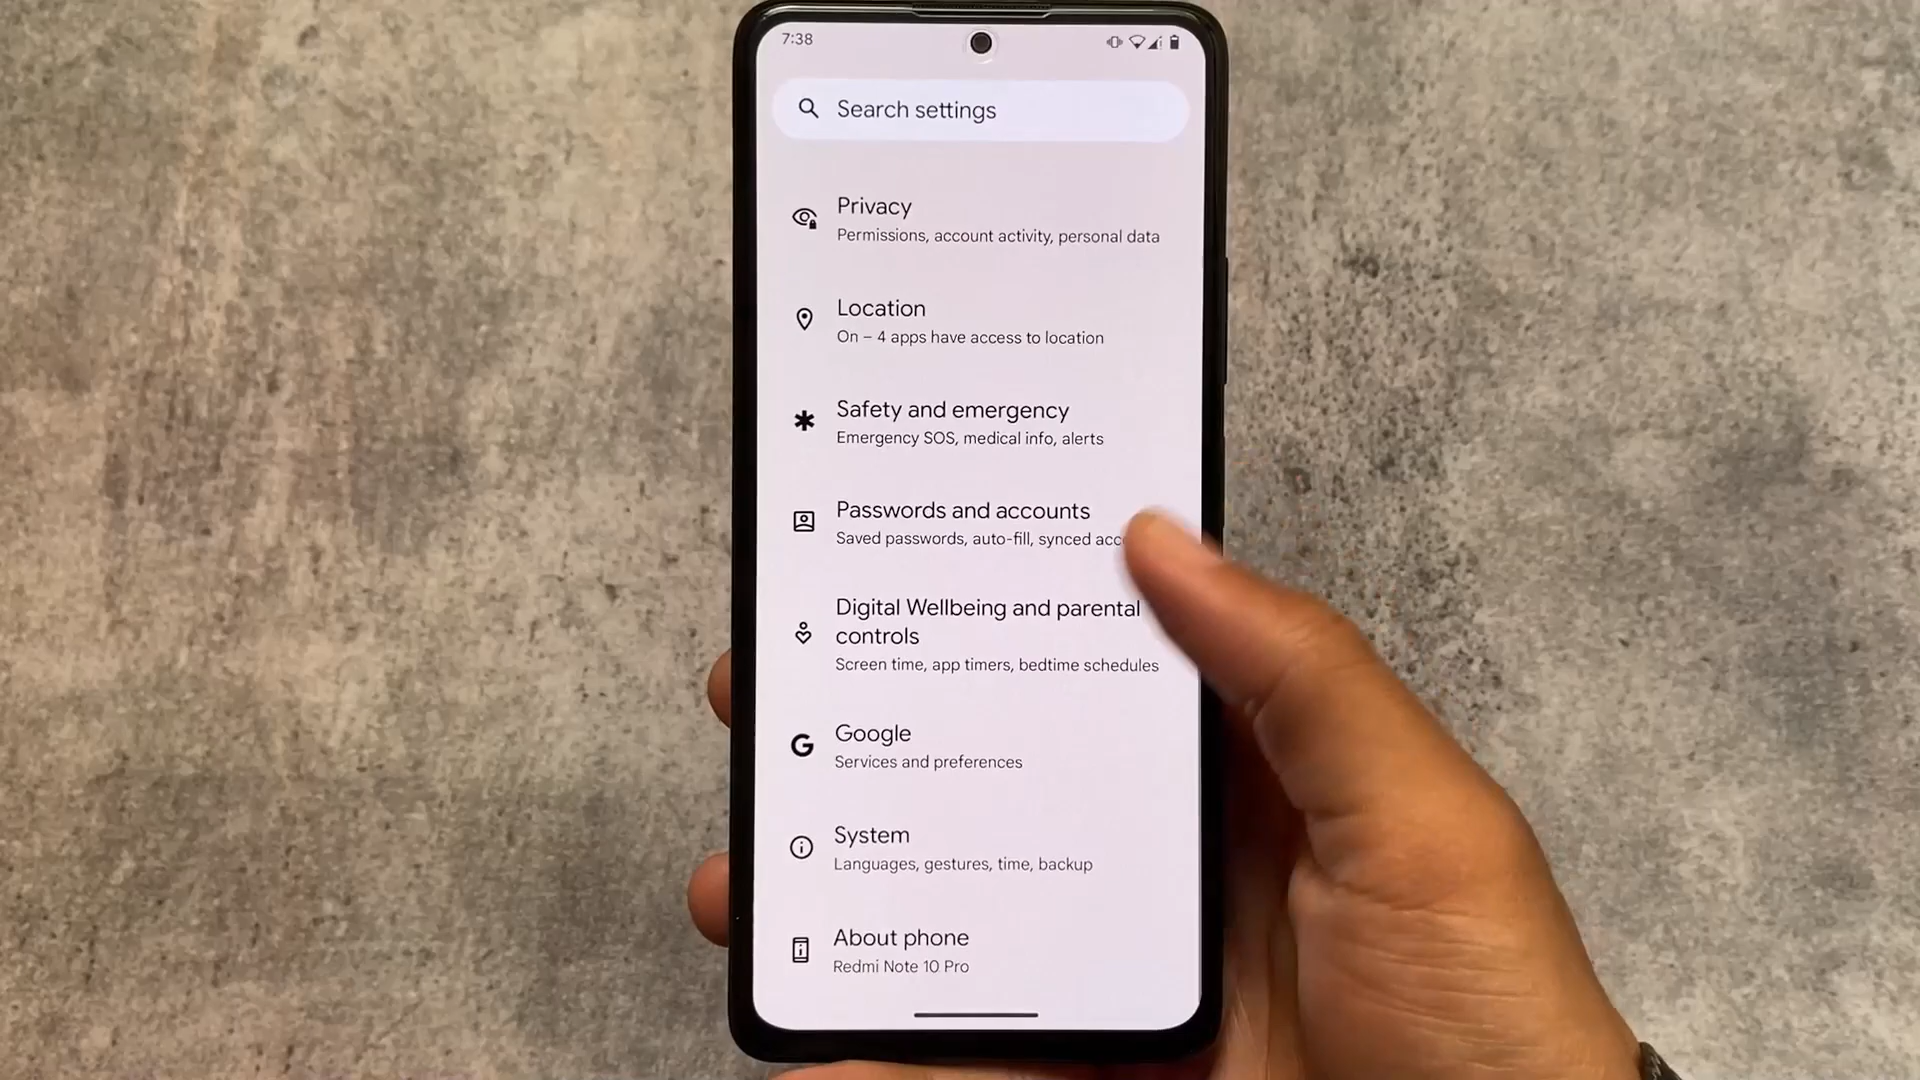 7:38
Search settings
Privacy
Permissions, account activity, personal data
Location
On – 4 apps have access to location
Safety and emergency
Emergency SOS, medical info, alerts
Passwords and accounts
Saved passwords, auto-fill, synced
Digital Wellbeing and parental
controls
Screen time, app timers, bedtime schedules
Google
Services and preferences
System
Languages, gestures, time, backup
About phone
Redmi Note 10 Pro